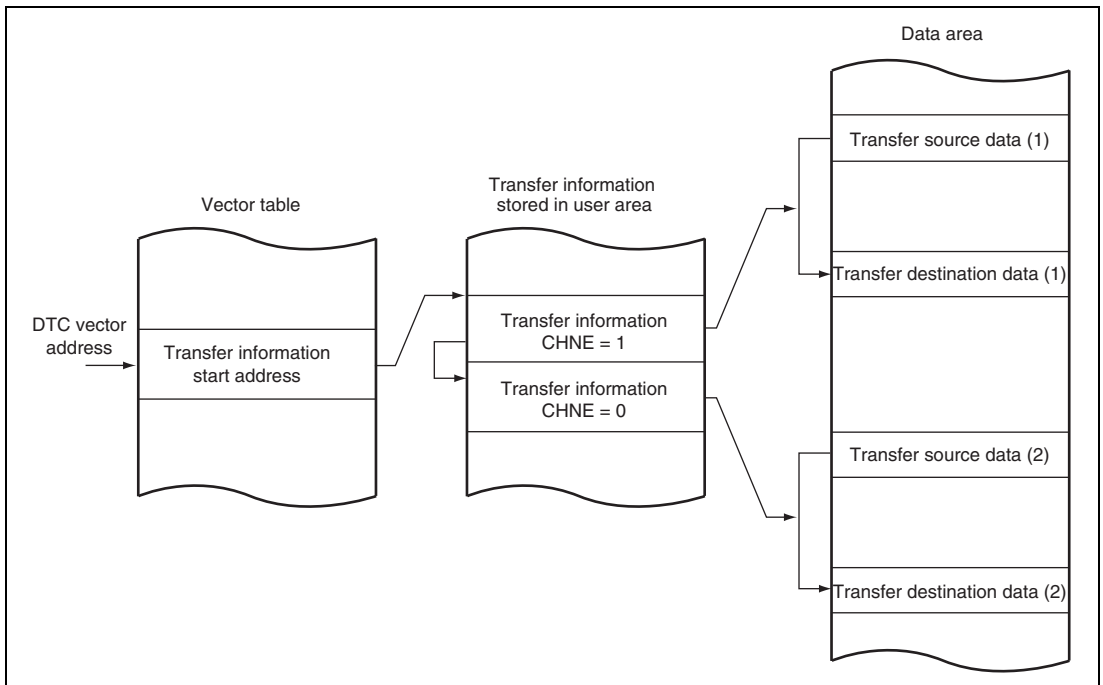 Data area
Transfer source data (1)
Transfer information
stored in user area
Vector table
Transfer destination data (1)
DTC vector
address
Transfer information
start address
Transfer information
CHNE = 1
Transfer information
CHNE = 0
Transfer source data (2)
Transfer destination data (2)